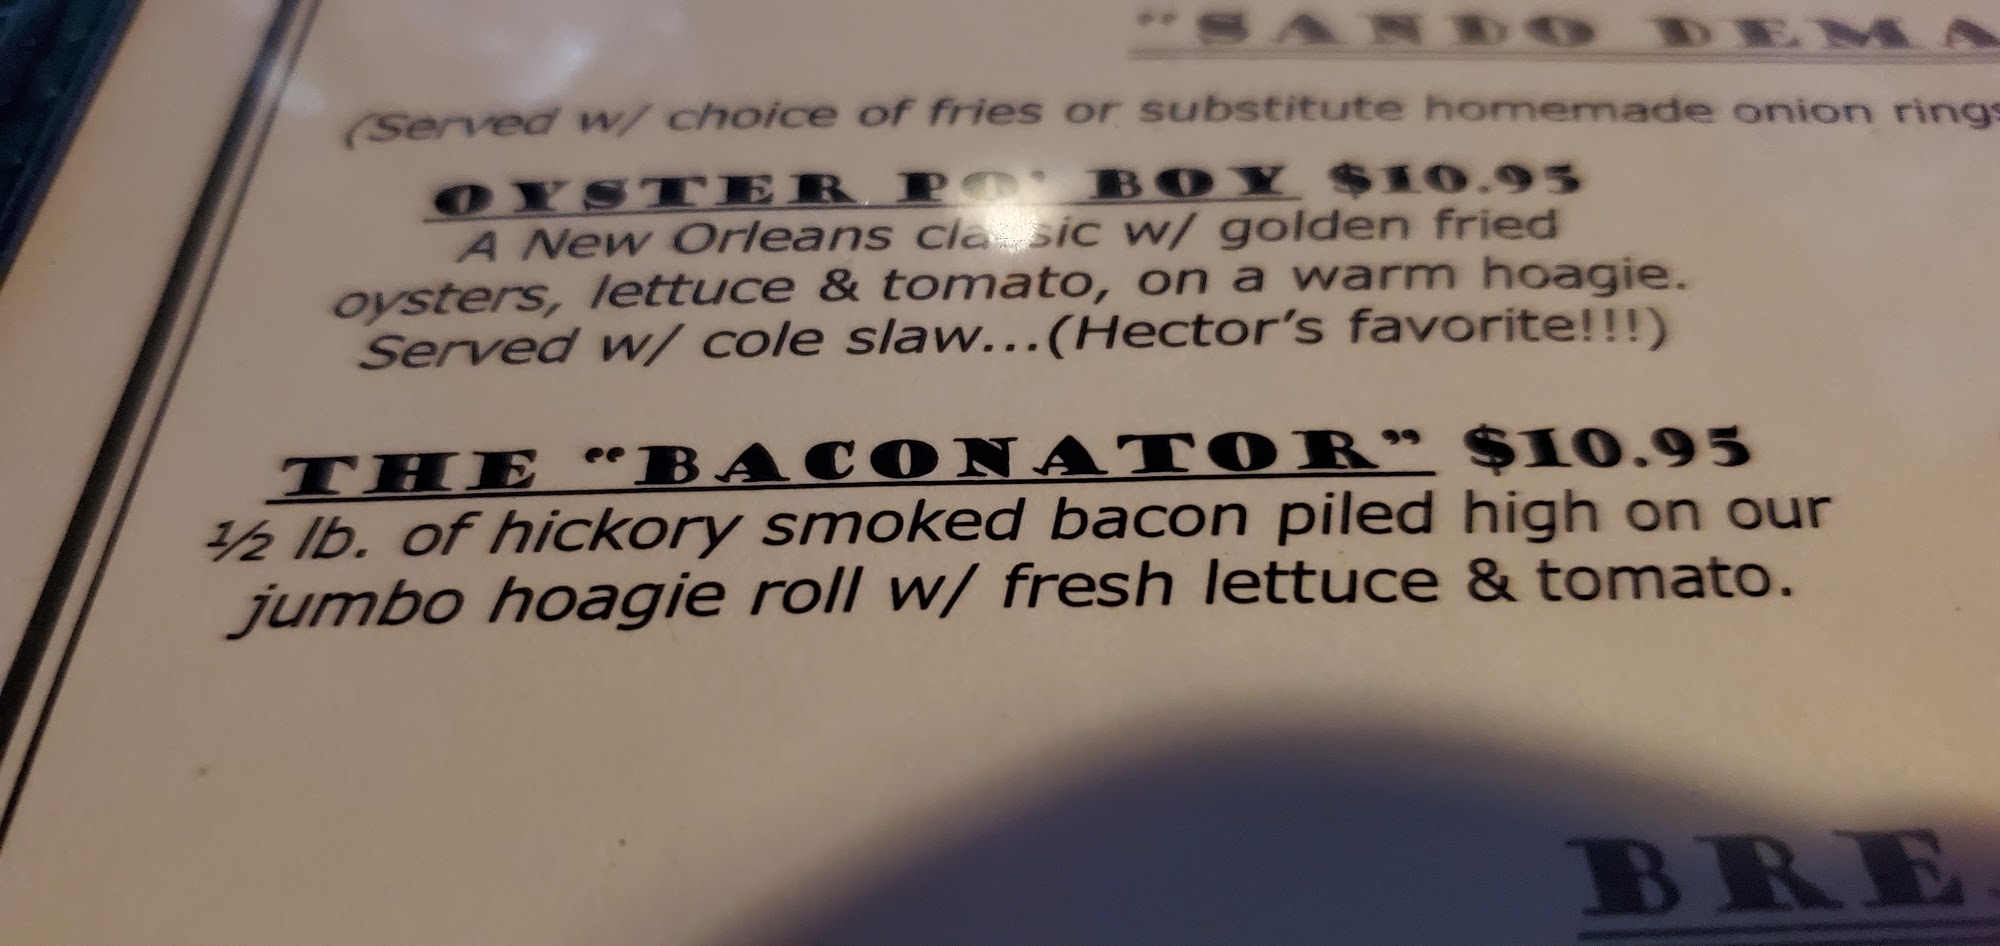 "SANDO DEMA
(Served w/ choice of fries or substitute homemade onion rings
OYSTER PO' BOY $10.95
A New Orleans classic w/ golden fried
oysters, lettuce & tomato, on a warm hoagie.
Served w/ cole slaw...(Hector's favorite!!!)
THE "BACONATOR" $10.95
½ lb. of hickory smoked bacon piled high on our
jumbo hoagie roll w/ fresh lettuce & tomato.
BRE